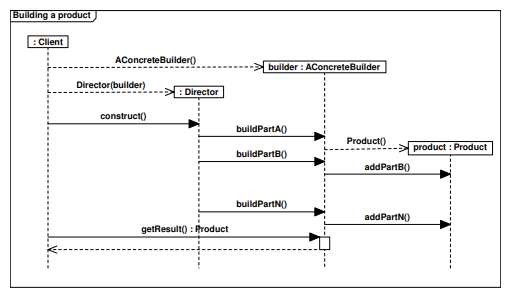 Building a product
: Client
AConcreteBuilder()
builder : AConcreteBuilder
Director(builder)
: Director
construct()
buildPartA()
Product()
product : Product
buildPartB()
addPartB()
buildPartN()
addPartN()
getResult() : Product